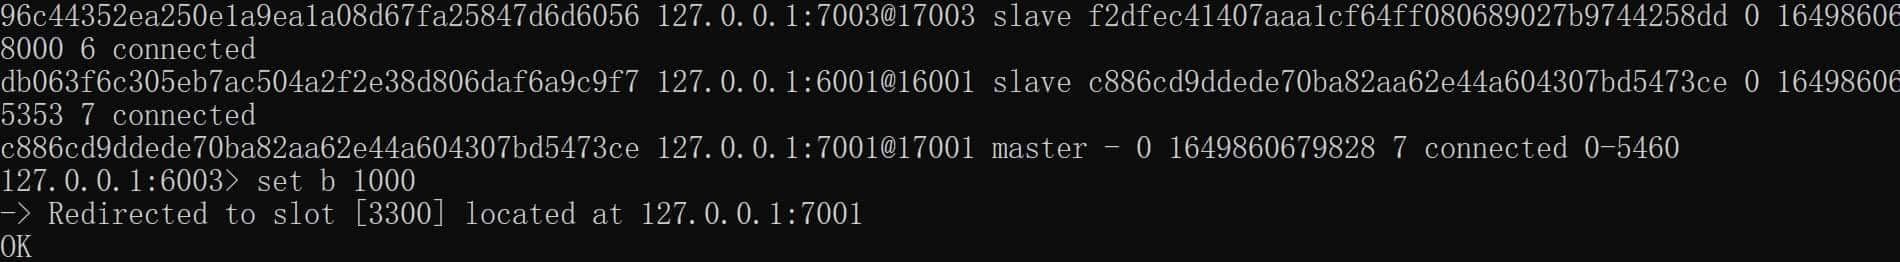 96c44352ea250e1a9ea1a08d67fa25847d6d6056 127.0.0.1:7003@17003 slave f2dfec41407aaa1cf64ff080689027b9744258dd 0 16498606
8000 6 connected
db063f6c305eb7ac504a2f2e38d806daf6a9c9f7 127.0.0.1:6001@16001 slave c886cd9ddede70ba82aa62e44a604307bd5473ce 0 16498606
5353 7 connected
c886cd9ddede70ba82aa62e44a604307bd5473ce 127.0.0.1:7001@17001 master - 0 1649860679828 7 connected 0-5460
127.0.0.1:6003> set b 1000
-> Redirected to slot [3300] located at 127.0.0.1:7001
OK